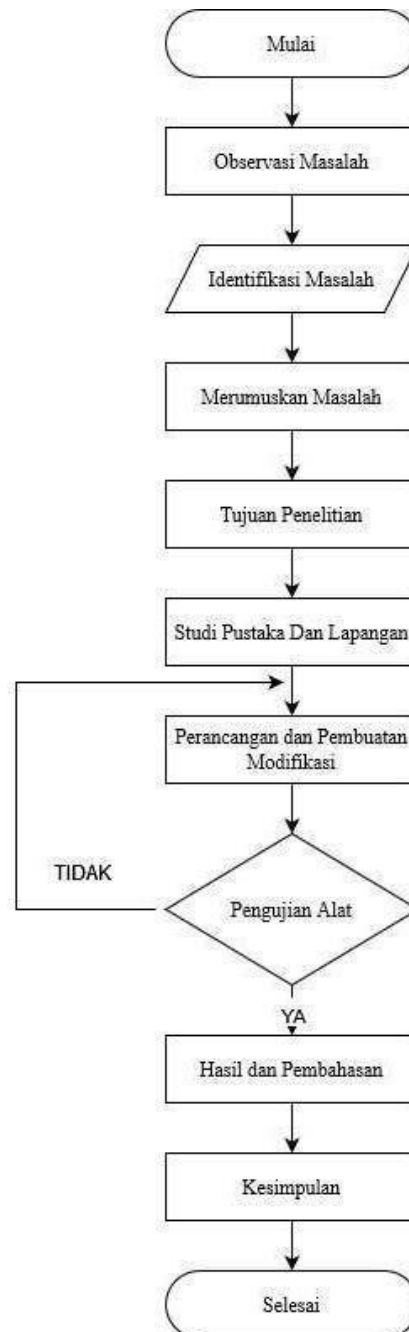 Mulai
Observasi Masalah
Identifikasi Masalah
Merumuskan Masalah
Tujuan Penelitian
Studi Pustaka Dan Lapangan
Perancangan dan Pembuatan
Modifikasi
TIDAK
Pengujian Alat
YA
Hasil dan Pembahasan
Kesimpulan
Selesai